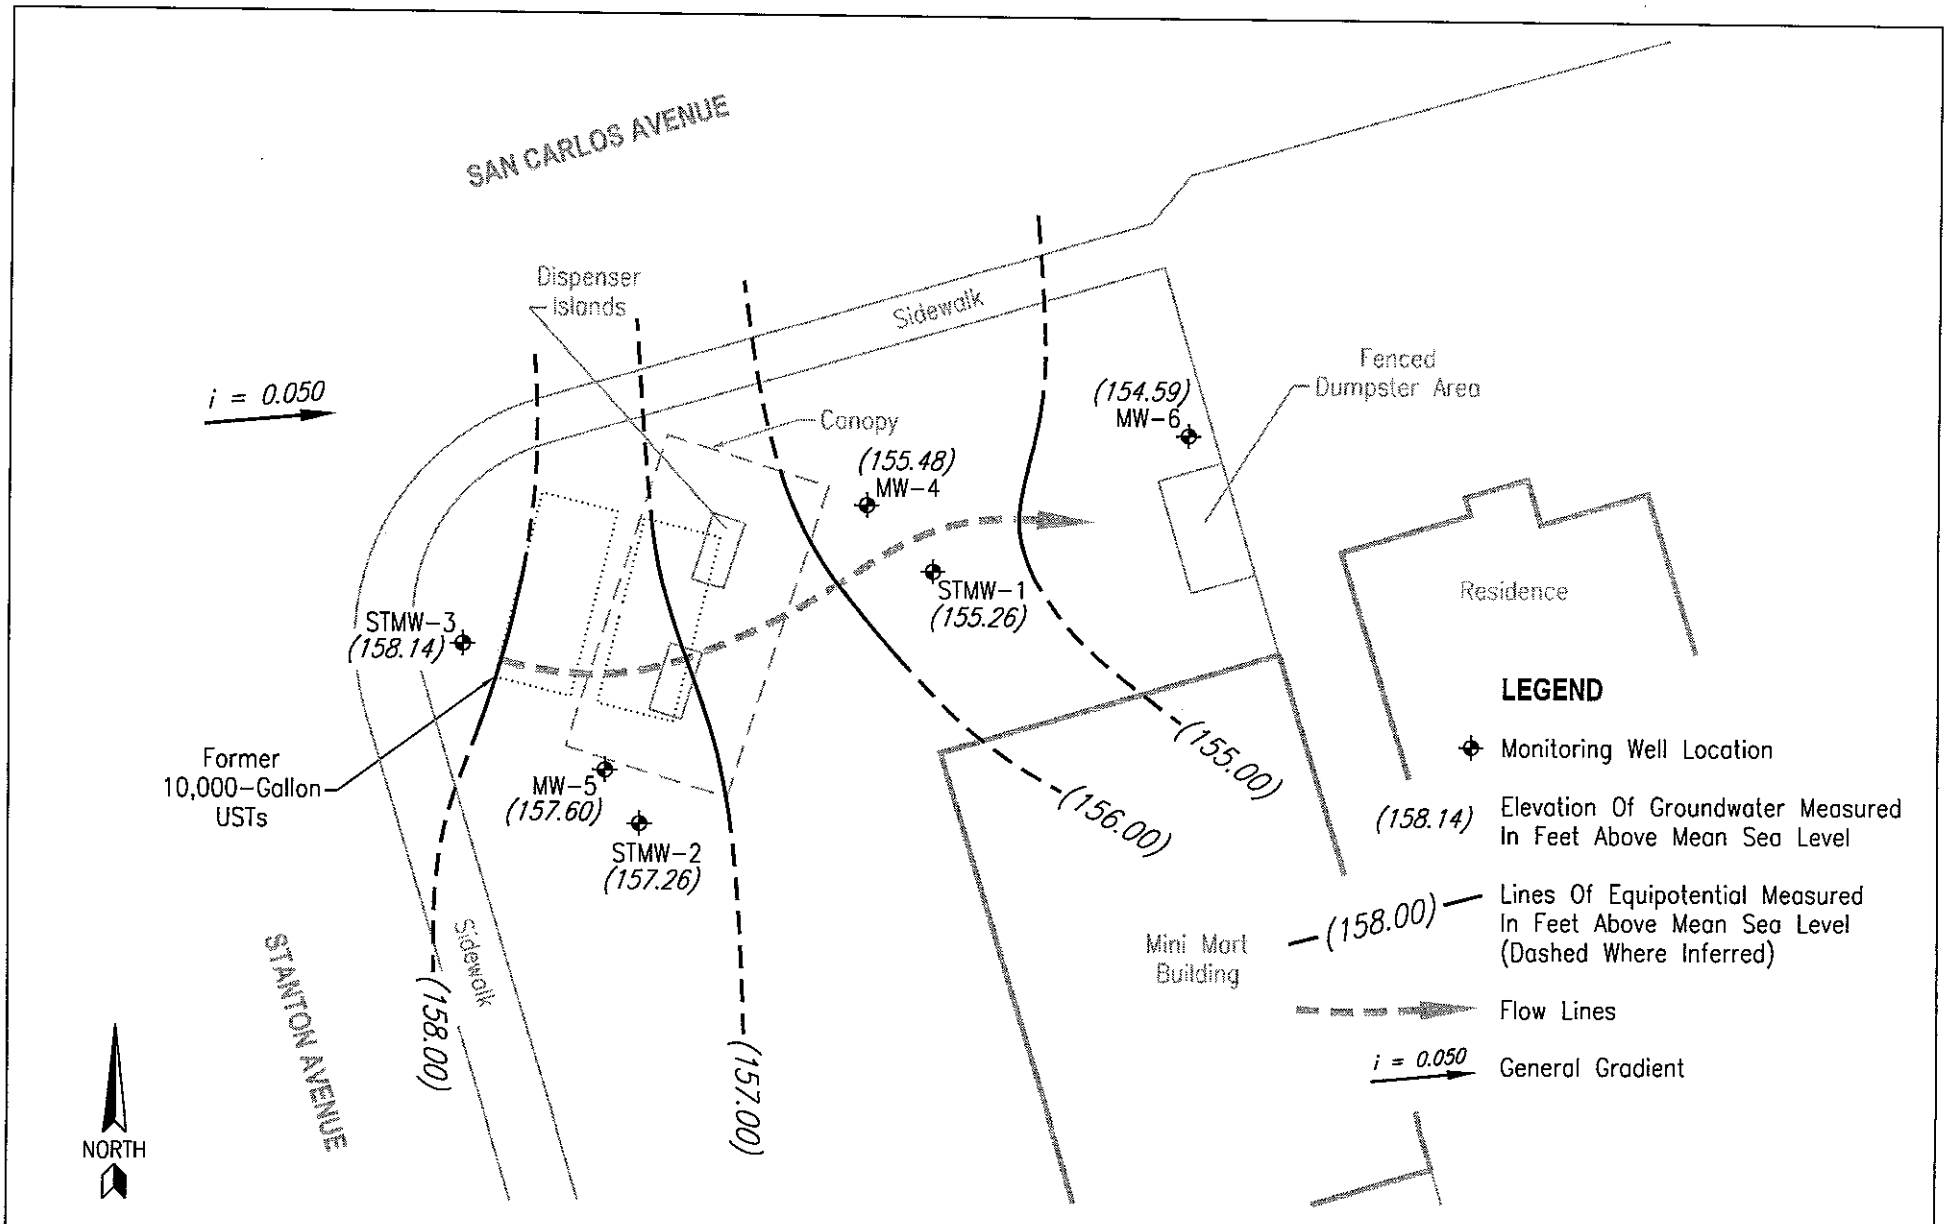 SAN CARLOS AVENUE
Dispenser
Islands
Sidewalk
i = 0.050
Canopy
Fenced
Dumpster Area
(154.59)
MW-6
(155.48)
MW-4
STMW-3
(158.14)
STMW-1
(155.26)
Residence
Former
10,000-Gallon
USTs
MW-5
(157.60)
STMW-2
(157.26)
(155.00)
(156.00)
(158.00)
(157.00)
Sidewalk
STANTON AVENUE
Mini Mart
Building
NORTH
LEGEND
Monitoring Well Location
(158.14)
Elevation Of Groundwater Measured
In Feet Above Mean Sea Level
(158.00)
Lines Of Equipotential Measured
In Feet Above Mean Sea Level
(Dashed Where Inferred)
Flow Lines
i = 0.050
General Gradient